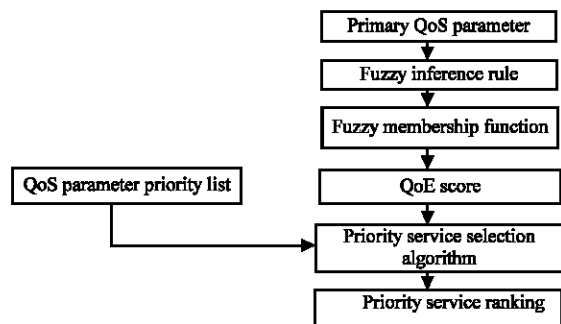 Primary QoS parameter
Fuzzy inference rule
Fuzzy membership function
QoS parameter priority list
QoE score
Priority service selection
algorithm
Priority service ranking